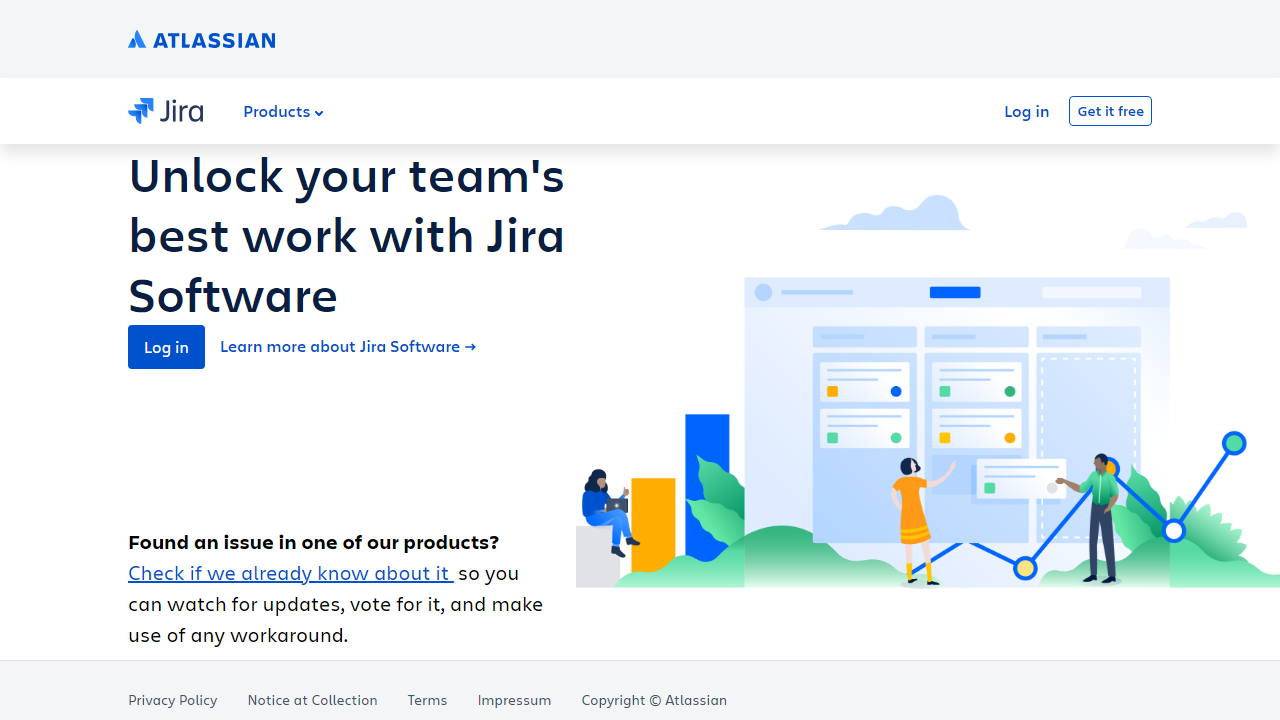 ATLASSIAN
Jira
Products
Log in
Get it free
Unlock your team's
best work with Jira
Software
Log in
Learn more about Jira Software →
Found an issue in one of our products?
Check if we already know about it so you
can watch for updates, vote for it, and make
use of any workaround.
Privacy Policy
Notice at Collection
Terms
Impressum
Copyright © Atlassian